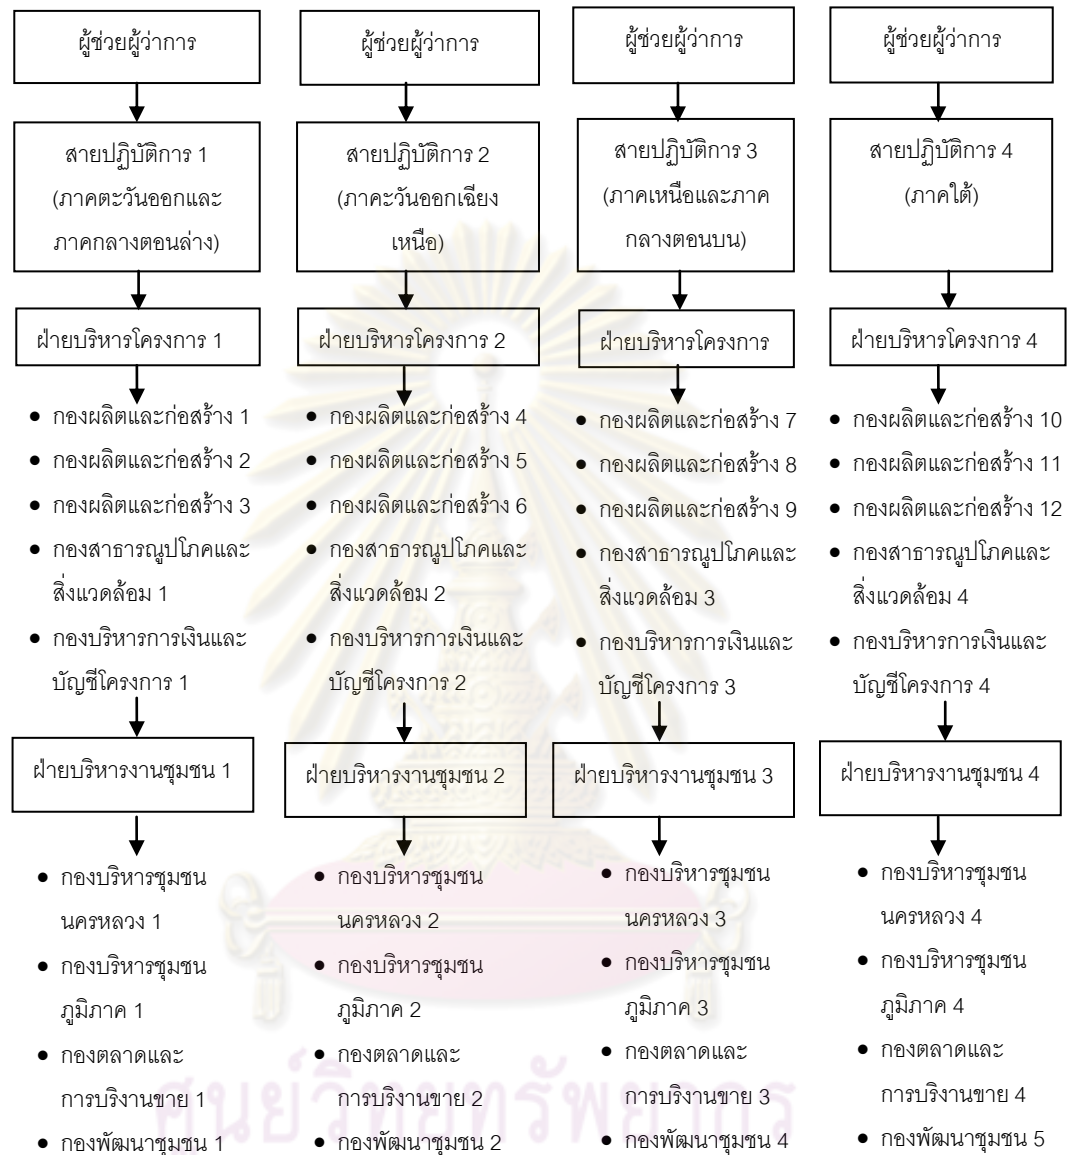 ผู้ช่วยผู้ว่าการ
สายปฏิบัติการ 1
(ภาคตะวันออกและ
ภาคกลางตอนล่าง)
ฝ่ายบริหารโครงการ 1
• กองผลิตและก่อสร้าง 1
• กองผลิตและก่อสร้าง 2
• กองผลิตและก่อสร้าง 3
• กองสาธารณูปโภคและ
สิ่งแวดล้อม 1
• กองบริหารการเงินและ
บัญชีโครงการ 1
ฝ่ายบริหารงานชุมชน 1
• กองบริหารชุมชน
นครหลวง 1
• กองบริหารชุมชน
ภูมิภาค 1
• กองตลาดและ
การบริงานขาย 1
• กองพัฒนาชุมชน 1
ผู้ช่วยผู้ว่าการ
สายปฏิบัติการ 2
(ภาคะวันออกเฉียง
เหนือ)
ฝ่ายบริหารโครงการ 2
• กองผลิตและก่อสร้าง 4
• กองผลิตและก่อสร้าง 5
• กองผลิตและก่อสร้าง 6
• กองสาธารณูปโภคและ
สิ่งแวดล้อม 2
• กองบริหารการเงินและ
บัญชีโครงการ 2
ฝ่ายบริหารงานชุมชน 2
• กองบริหารชุมชน
นครหลวง 2
• กองบริหารชุมชน
ภูมิภาค 2
• กองตลาดและ
การบริงานขาย 2
• กองพัฒนาชุมชน 2
ผู้ช่วยผู้ว่าการ
สายปฏิบัติการ 3
(ภาคเหนือและภาค
กลางตอนบน)
ฝ่ายบริหารโครงการ
• กองผลิตและก่อสร้าง 7
• กองผลิตและก่อสร้าง 8
• กองผลิตและก่อสร้าง 9
• กองสาธารณูปโภคและ
สิ่งแวดล้อม 3
• กองบริหารการเงินและ
บัญชีโครงการ 3
ฝ่ายบริหารงานชุมชน 3
• กองบริหารชุมชน
นครหลวง 3
• กองบริหารชุมชน
ภูมิภาค 3
• กองตลาดและ
การบริงานขาย 3
• กองพัฒนาชุมชน 4
ผู้ช่วยผู้ว่าการ
สายปฏิบัติการ 4
(ภาคใต้)
ฝ่ายบริหารโครงการ 4
• กองผลิตและก่อสร้าง 10
• กองผลิตและก่อสร้าง 11
• กองผลิตและก่อสร้าง 12
• กองสาธารณูปโภคและ
สิ่งแวดล้อม 4
• กองบริหารการเงินและ
บัญชีโครงการ 4
ฝ่ายบริหารงานชุมชน 4
• กองบริหารชุมชน
นครหลวง 4
• กองบริหารชุมชน
ภูมิภาค 4
• กองตลาดและ
การบริงานขาย 4
• กองพัฒนาชุมชน 5
ศูนย์วิทยทรัพยากร